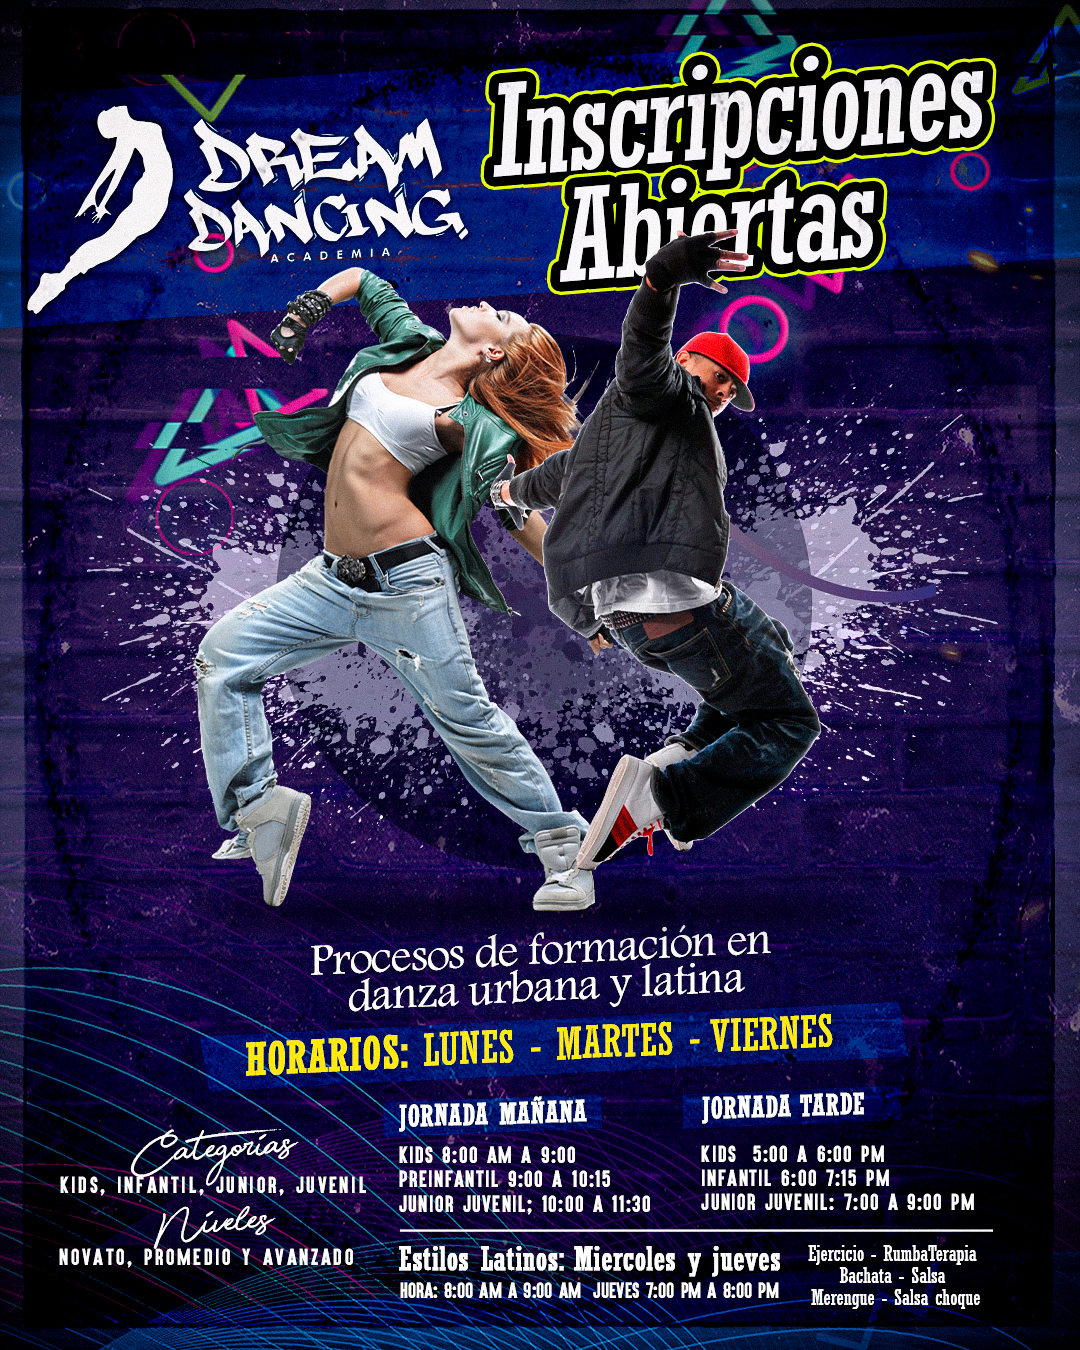 DREAM
DANCING.
ACADEMIA
Inscripciones
Abiertas
Procesos de formación en
danza urbana y latina
HORARIOS: LUNES - MARTES - VIERNES
Categorías
KIDS, INFANTIL, JUNIOR, JUVENIL
Niveles
NOVATO, PROMEDIO Y AVANZADO
JORNADA MAÑANA
KIDS 8:00 AM A 9:00
PREINFANTIL 9:00 A 10:15
JUNIOR JUVENIL; 10:00 A 11:30
JORNADA TARDE
KIDS 5:00 A 6:00 PM
INFANTIL 6:00 7:15 PM
JUNIOR JUVENIL: 7:00 A 9:00 PM
Estilos Latinos: Miercoles y jueves
HORA: 8:00 AM A 9:00 AM JUEVES 7:00 PM A 8:00 PM
Ejercicio - RumbaTerapia
Bachata - Salsa
Merengue - Salsa choque